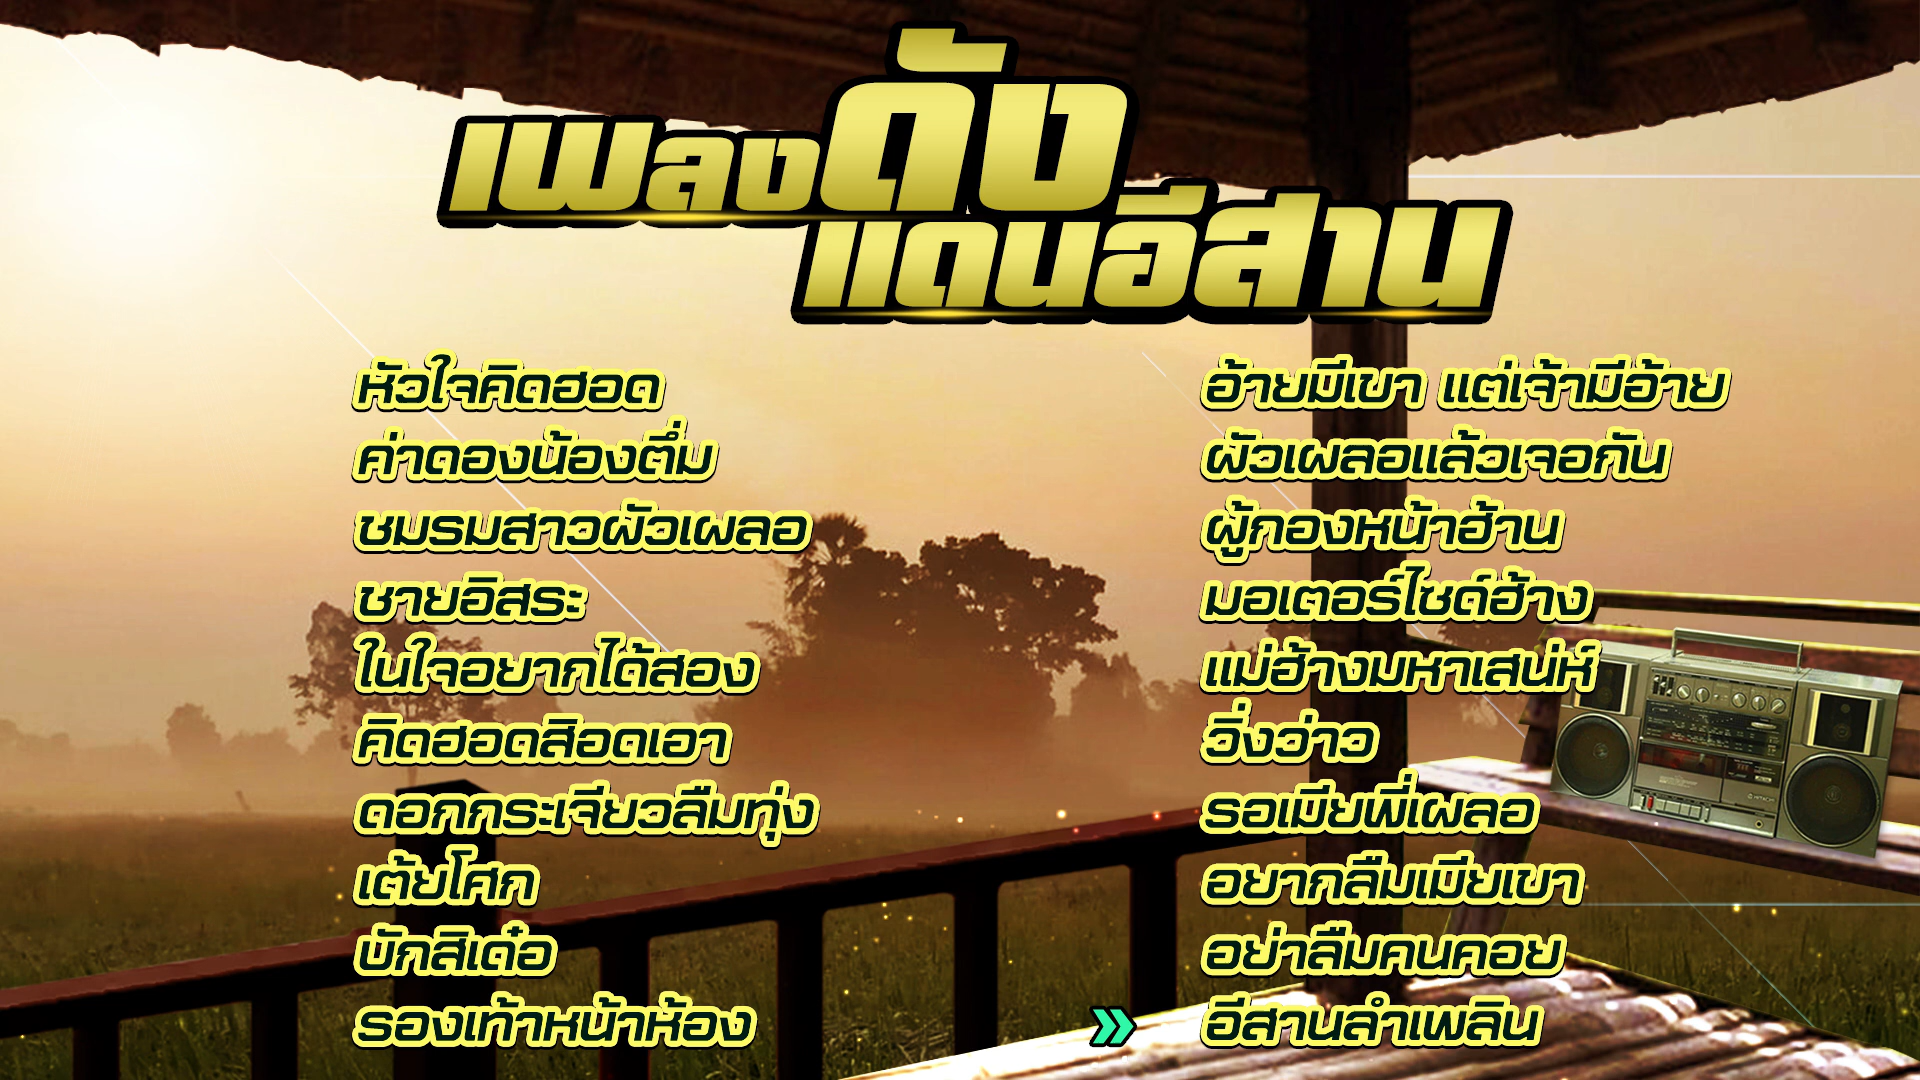 เพลงดัง
แดนอีสาน
หัวใจคิดฮอด
ค่าดองน้องตึ่ม
ชมรมสาวผัวเผลอ
ชายอิสระ
ในใจอยากได้สอง
คิดฮอดสิอดเอา
ดอกกระเจียวลืมทุ่ง
เต้ยโศก
บักสิเด๋อ
รองเท้าหน้าห้อง
อ้ายมีเขา แต่เจ้ามีอ้าย
ผัวเผลอแล้วเจอกัน
ผู้กองหน้าฮ้าน
มอเตอร์ไซด์ฮ้าง
แม่ฮ้างมหาเสน่ห์
วิ่งว่าว
รอเมียพี่เผลอ
อยากลืมเมียเขา
อย่าลืมคนคอย
อีสานลำเพลิน
HITACHI